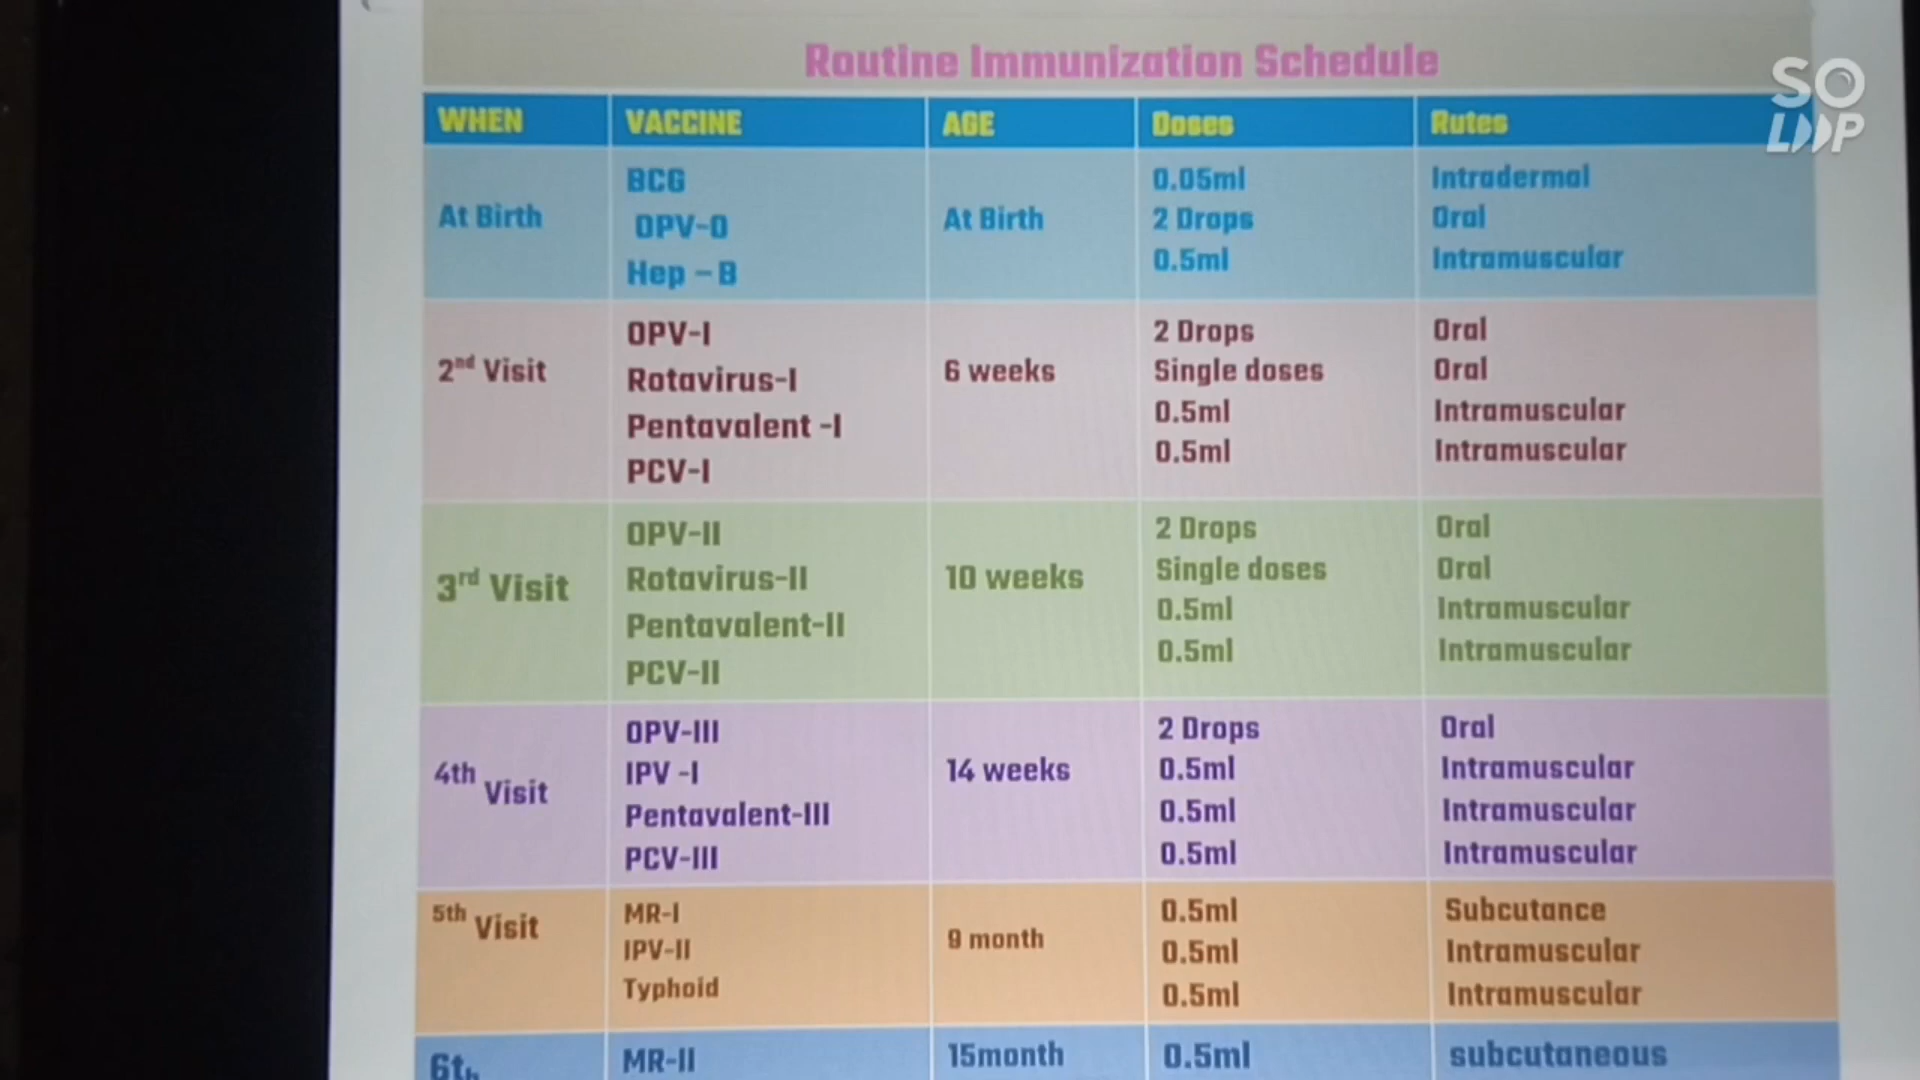 Routine Immunization Schedule
SO
LOOP
WHEN VACCINE AGE Doses Rutes
At Birth
BCG
OPV-0
Hep – B
At Birth
0.05ml
2 Drops
0.5ml
Intradermal
Oral
Intramuscular
2nd Visit
OPV-I
Rotavirus-I
Pentavalent -I
PCV-I
6 weeks
2 Drops
Single doses
0.5ml
0.5ml
Oral
Oral
Intramuscular
Intramuscular
3rd Visit
OPV-II
Rotavirus-II
Pentavalent-II
PCV-II
10 weeks
2 Drops
Single doses
0.5ml
0.5ml
Oral
Oral
Intramuscular
Intramuscular
4th Visit
OPV-III
IPV -I
Pentavalent-III
PCV-III
14 weeks
2 Drops
0.5ml
0.5ml
0.5ml
Oral
Intramuscular
Intramuscular
Intramuscular
5th Visit
MR-I
IPV-II
Typhoid
9 month
0.5ml
0.5ml
0.5ml
Subcutance
Intramuscular
Intramuscular
6th
MR-II
15month
0.5ml
subcutaneous